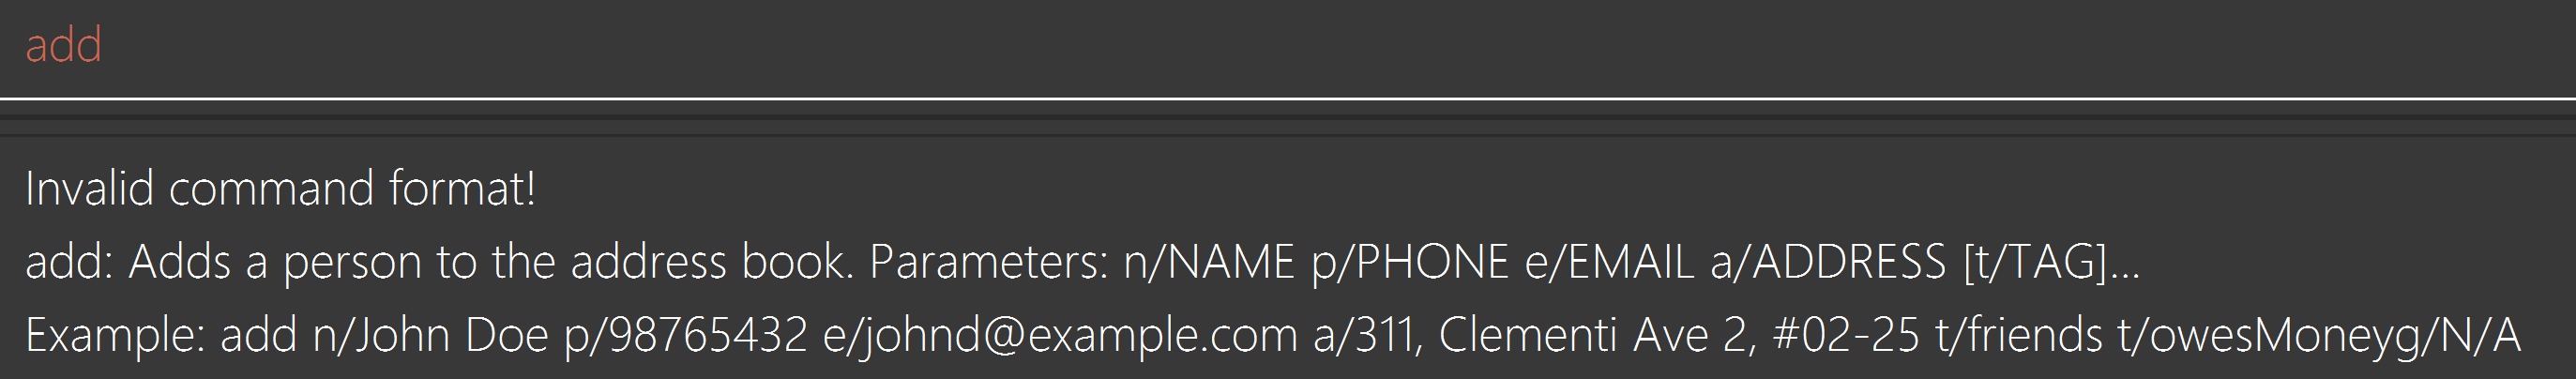 add
Invalid command format!
add: Adds a person to the address book. Parameters: n/NAME p/PHONE e/EMAIL a/ADDRESS [t/TAG]...
Example: add n/John Doe p/98765432 e/johnd@example.com a/311, Clementi Ave 2, #02-25 t/friends t/owesMoneyg/N/A